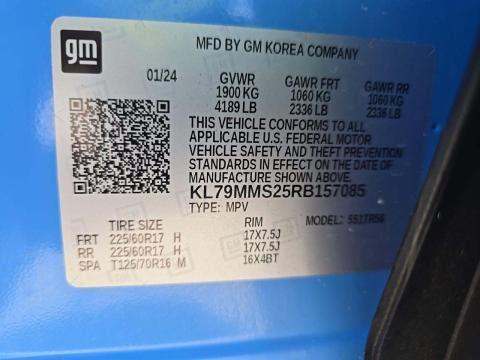 gm
MFD BY GM KOREA COMPANY
01/24 GVWR GAWR FRT GAWR RR
1900 KG 1060 KG 1060 KG
4189 LB 2336 LB 2336 LB
THIS VEHICLE CONFORMS TO ALL
APPLICABLE U.S. FEDERAL MOTOR
VEHICLE SAFETY AND THEFT PREVENTION
STANDARDS IN EFFECT ON THE DATE OF
MANUFACTURE SHOWN ABOVE.
KL79MMS25RB157085
TYPE: MPV MODEL:
TIRE SIZE RIM
FRT 225/60R17 H 17X7.5J
RR 225/60R17 H 17X7.5J
SPA T125/70R16 M 16X4BT